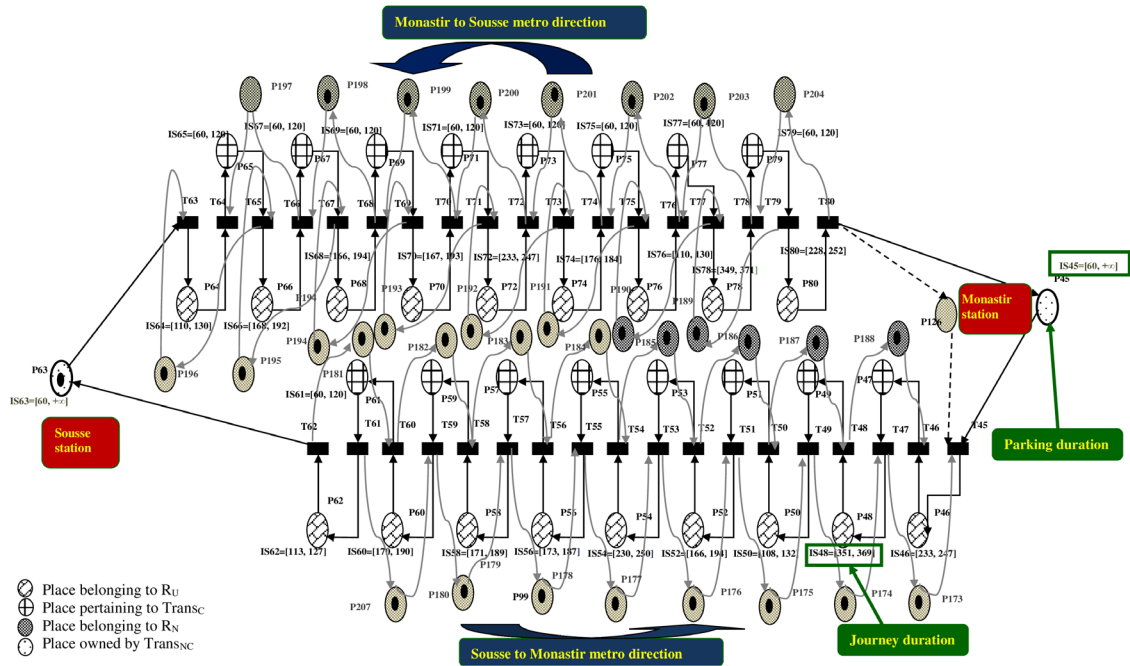 Monastir to Sousse metro direction
P197
P198
P199
P200
P201
P202
P203
P204
IS65=[60, 120]
IS67=[60, 120]
IS69=[60, 120]
IS71=[60, 120]
IS73=[60, 120]
IS75=[60, 120]
IS77=[60, 120]
IS79=[60, 120]
P65
P67
P69
P71
P73
P75
P77
P79
T63
T64
T65
T66
T67
T68
T69
T70
T71
T72
T73
T74
T75
T76
T77
T78
T79
T80
IS68=[166, 194]
IS70=[167, 193]
IS72=[233, 247]
IS74=[176, 184]
IS76=[110, 130]
IS78=[349, 371]
IS80=[228, 252]
IS45=[60, +∞]
P45
P64
P66
P68
P70
P72
P74
P76
P78
P80
IS64=[110, 130]
IS66=[168, 192]
P194
P193
P192
P191
P190
P189
Monastir
station
P126
P196
P195
P194
P181
P182
P183
P184
P185
P186
P187
P188
P63
IS63=[60, +∞]
IS61=[60, 120]
P61
P59
P57
P55
P53
P51
P49
P47
Sousse
station
T62
T61
T60
T59
T58
T57
T56
T55
T54
T53
T52
T51
T50
T49
T48
T47
T46
T45
Parking duration
P62
P60
P58
P56
P54
P52
P50
P48
P46
IS62=[113, 127]
IS60=[170, 190]
IS58=[171, 189]
IS56=[173, 187]
IS54=[230, 250]
IS52=[166, 194]
IS50=[108, 132]
IS48=[351, 369]
IS46=[233, 247]
P179
P207
P180
P99
P178
P177
P176
P175
P174
P173
Place belonging to RU
Place pertaining to TransC
Place belonging to RN
Place owned by TransNC
Journey duration
Sousse to Monastir metro direction